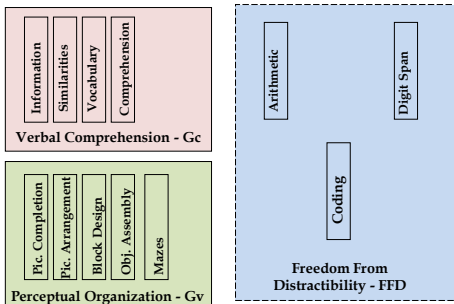 Information
Similarities
Vocabulary
Comprehension
Verbal Comprehension - Gc
Pic. Completion
Pic. Arrangement
Block Design
Obj. Assembly
Mazes
Perceptual Organization - Gv
Arithmetic
Digit Span
Coding
Freedom From
Distractibility - FFD